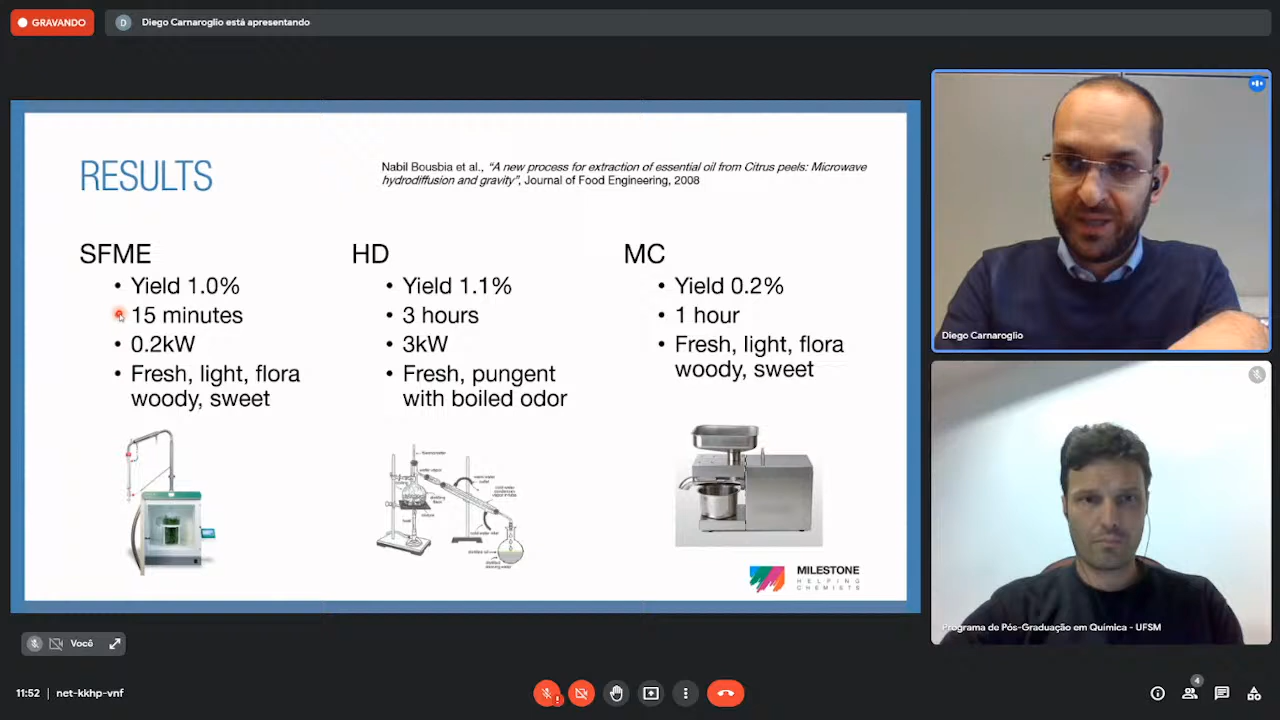 GRAVANDO
D
Diego Carnaroglio está apresentando
RESULTS
Nabil Bousbia et al., "A new process for extraction of essential oil from Citrus peels: Microwave
hydrodiffusion and gravity", Journal of Food Engineering, 2008
SFME
• Yield 1.0%
• 15 minutes
• 0.2kW
• Fresh, light, flora
woody, sweet
HD
• Yield 1.1%
• 3 hours
• 3kW
• Fresh, pungent
with boiled odor
MC
• Yield 0.2%
• 1 hour
• Fresh, light, flora
woody, sweet
MILESTONE
HELPING
CHEMISTS
Diego Carnaroglio
Programa de Pós-Graduação em Química - UFSM
Você
11:52 | net-kkhp-vnf
4